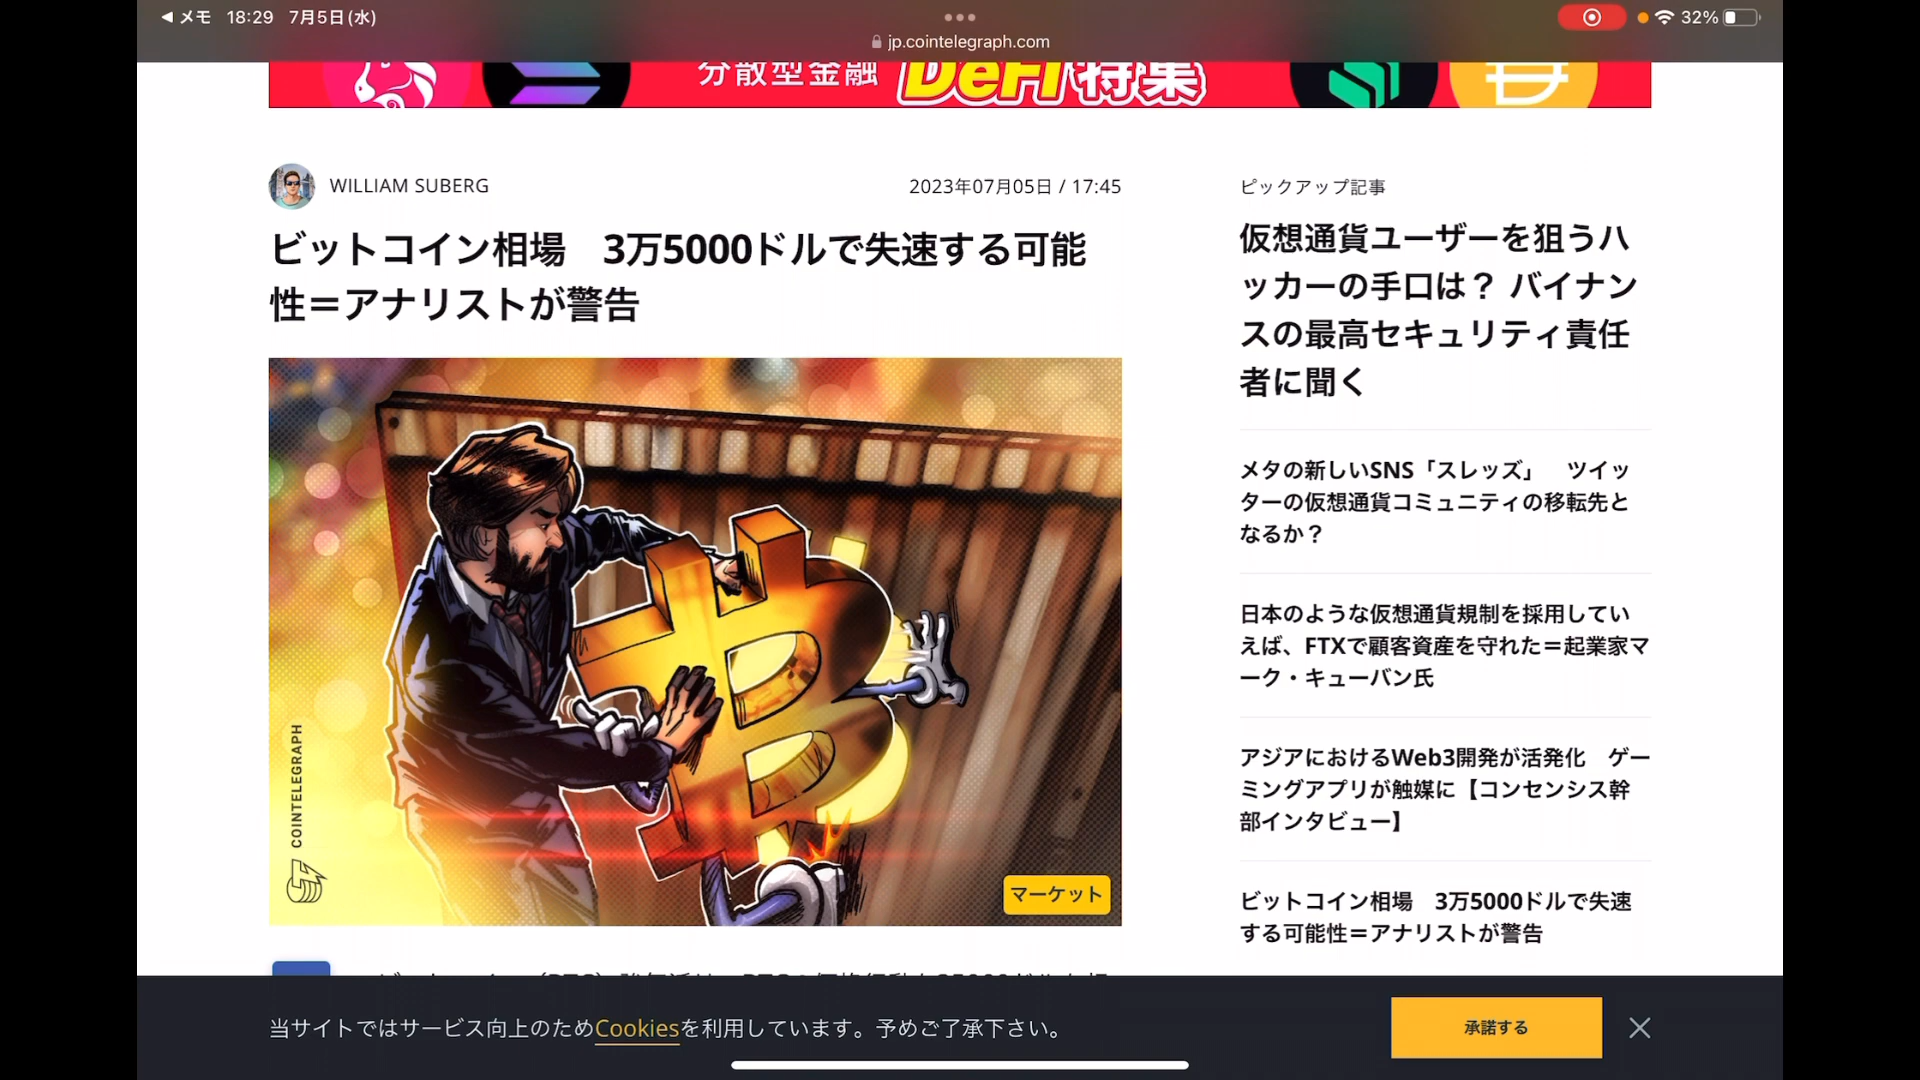 ◀ メモ 18:29 7月5日(水)
32%
jp.cointelegraph.com
分散型金融 DeFi特集
WILLIAM SUBERG
2023年07月05日 / 17:45
ビットコイン相場　3万5000ドルで失速する可能
性＝アナリストが警告
COINTELEGRAPH
マーケット
ピックアップ記事
仮想通貨ユーザーを狙うハ
ッカーの手口は？ バイナン
スの最高セキュリティ責任
者に聞く
メタの新しいSNS「スレッズ」　ツイッ
ターの仮想通貨コミュニティの移転先と
なるか？
日本のような仮想通貨規制を採用してい
えば、FTXで顧客資産を守れた＝起業家マ
ーク・キューバン氏
アジアにおけるWeb3開発が活発化　ゲー
ミングアプリが触媒に【コンセンシス幹
部インタビュー】
ビットコイン相場　3万5000ドルで失速
する可能性＝アナリストが警告
当サイトではサービス向上のためCookiesを利用しています。予めご了承下さい。
承諾する